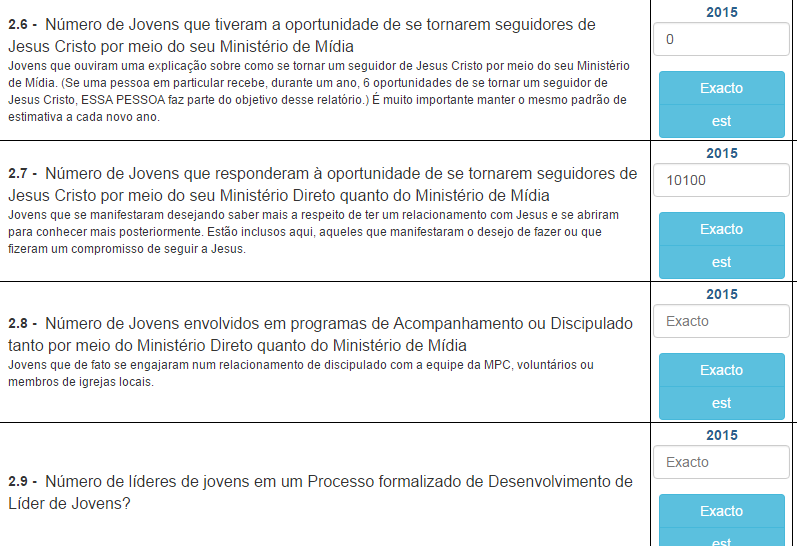 2.6 - Número de Jovens que tiveram a oportunidade de se tornarem seguidores de
Jesus Cristo por meio do seu Ministério de Mídia
Jovens que ouviram uma explicação sobre como se tornar um seguidor de Jesus Cristo por meio do seu Ministério
de Mídia. (Se uma pessoa em particular recebe, durante um ano, 6 oportunidades de se tornar um seguidor de
Jesus Cristo, ESSA PESSOA faz parte do objetivo desse relatório.) É muito importante manter o mesmo padrão de
estimativa a cada novo ano.
2015
0
Exacto
est
2.7 - Número de Jovens que responderam à oportunidade de se tornarem seguidores de
Jesus Cristo por meio do seu Ministério Direto quanto do Ministério de Mídia
Jovens que se manifestaram desejando saber mais a respeito de ter um relacionamento com Jesus e se abriram
para conhecer mais posteriormente. Estão inclusos aqui, aqueles que manifestaram o desejo de fazer ou que
fizeram um compromisso de seguir a Jesus.
2015
10100
Exacto
est
2.8 - Número de Jovens envolvidos em programas de Acompanhamento ou Discipulado
tanto por meio do Ministério Direto quanto do Ministério de Mídia
Jovens que de fato se engajaram num relacionamento de discipulado com a equipe da MPC, voluntários ou
membros de igrejas locais.
2015
Exacto
Exacto
est
2.9 - Número de líderes de jovens em um Processo formalizado de Desenvolvimento de
Líder de Jovens?
2015
Exacto
Exacto
est